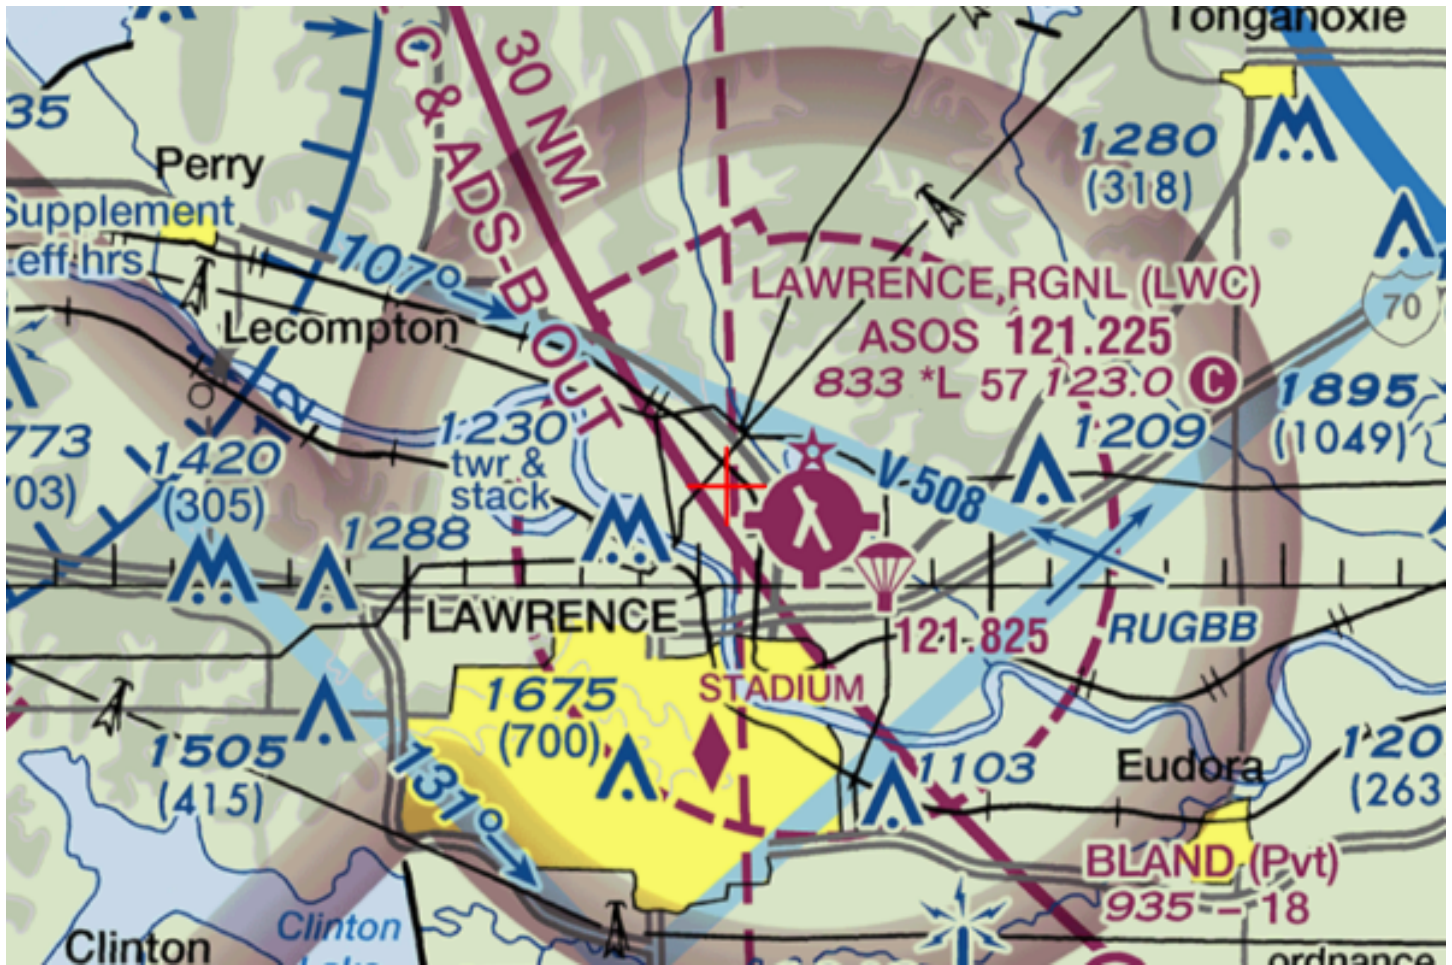 Tonganoxie
35
C & ADS-B OUT
30 NM
1280
(318)
Perry
Supplement
eff hrs
107°
Lecompton
LAWRENCE RGNL (LWC)
ASOS 121.225
833 *L 57 123.0 C
70
12
1230
twr &
stack
1209
1895
(1049)
773
03)
1420
(305)
V 508
1288
LAWRENCE
121.825
RUGBB
STADIUM
1675
(700)
1505
(415)
131°
1103
Eudora
120
(263
BLAND (Pvt)
935 - 18
Clinton
Clinton
Lake
ordnance